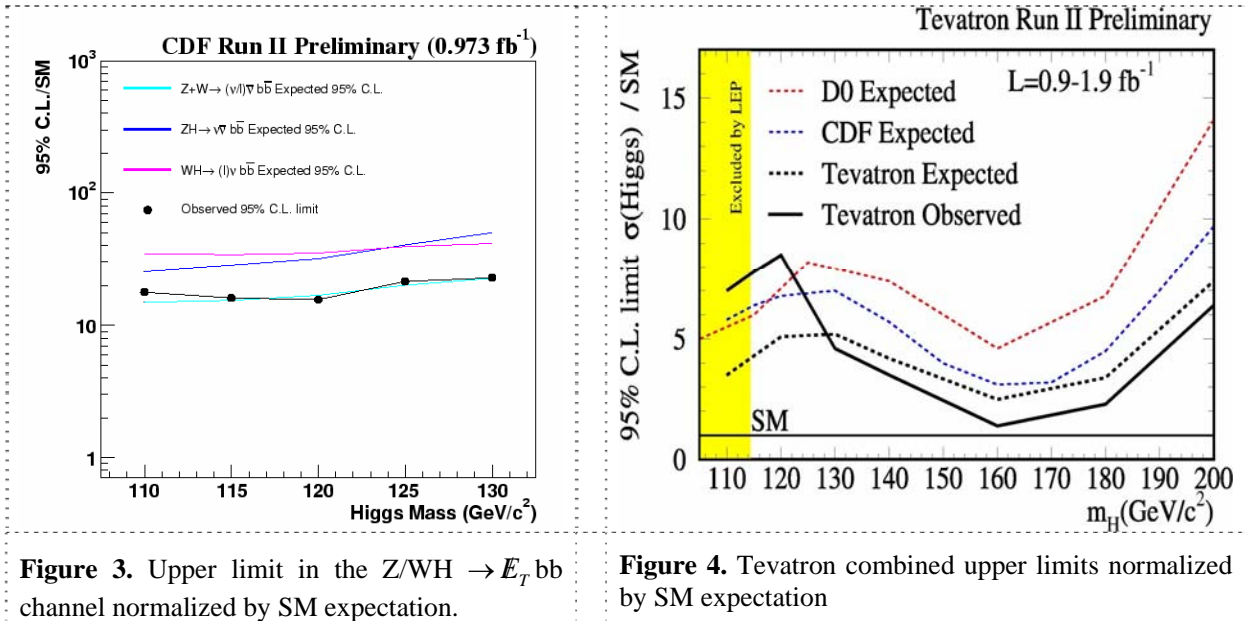 CDF Run II Preliminary (0.973 fb⁻¹)
95% C.L./SM
10³
10²
10
1
Z+W→ (ν/l)ν̅ bb̅ Expected 95% C.L.
ZH→ νν̅ bb̅ Expected 95% C.L.
WH→ (l)ν bb̅ Expected 95% C.L.
Observed 95% C.L. limit
110 115 120 125 130
Higgs Mass (GeV/c²)
Figure 3. Upper limit in the Z/WH → E̸_T bb
channel normalized by SM expectation.
Tevatron Run II Preliminary
95% C.L. limit σ(Higgs) / SM
15
10
5
0
Excluded by LEP
L=0.9-1.9 fb⁻¹
D0 Expected
CDF Expected
Tevatron Expected
Tevatron Observed
SM
110 120 130 140 150 160 170 180 190 200
m_H(GeV/c²)
Figure 4. Tevatron combined upper limits normalized
by SM expectation